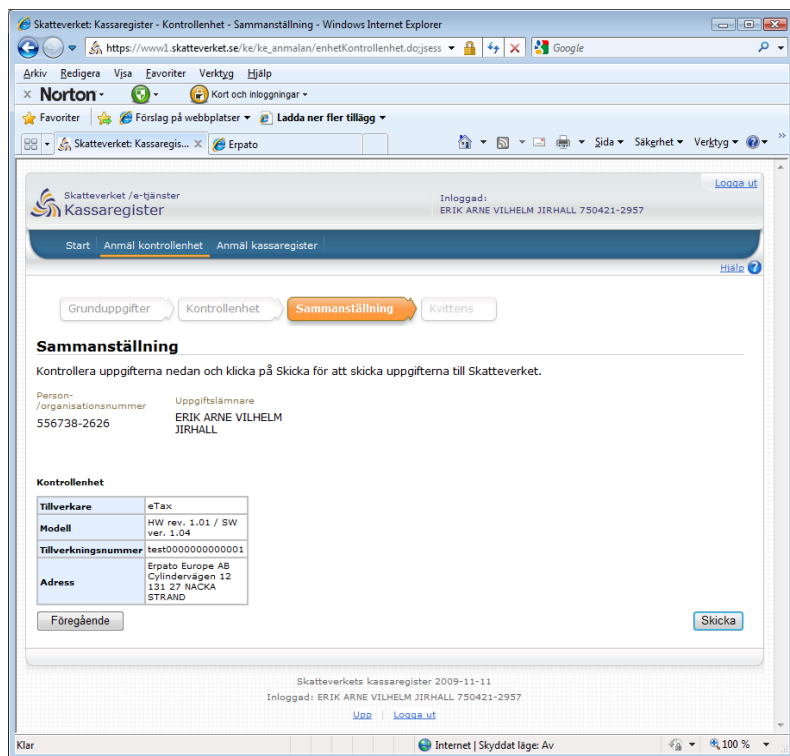 Skatteverket: Kassaregister - Kontrollenhet - Sammanställning - Windows Internet Explorer
https://www1.skatteverket.se/ke/ke_anmalan/enhetKontrollenhet.do;jsess
Google
Arkiv Redigera Visa Favoriter Verktyg Hjälp
× Norton Kort och inloggningar
Favoriter Förslag på webbplatser Ladda ner fler tillägg
Skatteverket: Kassaregis... X Erpato Sida Säkerhet Verktyg »
Logga ut
Skatteverket /e-tjänster
Kassaregister
Inloggad:
ERIK ARNE VILHELM JIRHALL 750421-2957
Start Anmäl kontrollenhet Anmäl kassaregister
Hjälp ?
Grunduppgifter Kontrollenhet Sammanställning Kvittens
Sammanställning
Kontrollera uppgifterna nedan och klicka på Skicka för att skicka uppgifterna till Skatteverket.
Person-
/organisationsnummer
556738-2626
Uppgiftslämnare
ERIK ARNE VILHELM
JIRHALL
Kontrollenhet
Tillverkare eTax
Modell HW rev. 1.01 / SW
ver. 1.04
Tillverkningsnummer test0000000000001
Adress Erpato Europe AB
Cylindervägen 12
131 27 NACKA
STRAND
Föregående Skicka
Skatteverkets kassaregister 2009-11-11
Inloggad: ERIK ARNE VILHELM JIRHALL 750421-2957
Upp | Logga ut
Klar Internet | Skyddat läge: Av 100 %